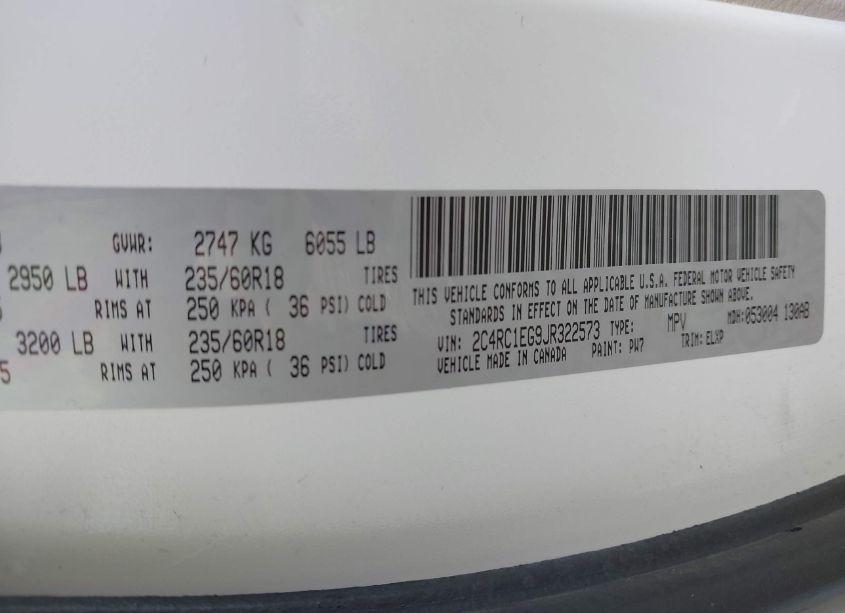 GVWR: 2747 KG 6055 LB
2950 LB WITH 235/60R18 TIRES
RIMS AT 250 KPA ( 36 PSI) COLD
3200 LB WITH 235/60R18 TIRES
5 RIMS AT 250 KPA ( 36 PSI) COLD
THIS VEHICLE CONFORMS TO ALL APPLICABLE U.S.A. FEDERAL MOTOR VEHICLE SAFETY
STANDARDS IN EFFECT ON THE DATE OF MANUFACTURE SHOWN ABOVE.
VIN: 2C4RC1EG9JR322573 TYPE: MPV MDH:053004 130AB
VEHICLE MADE IN CANADA PAINT: PW7 TRIM: ELXP